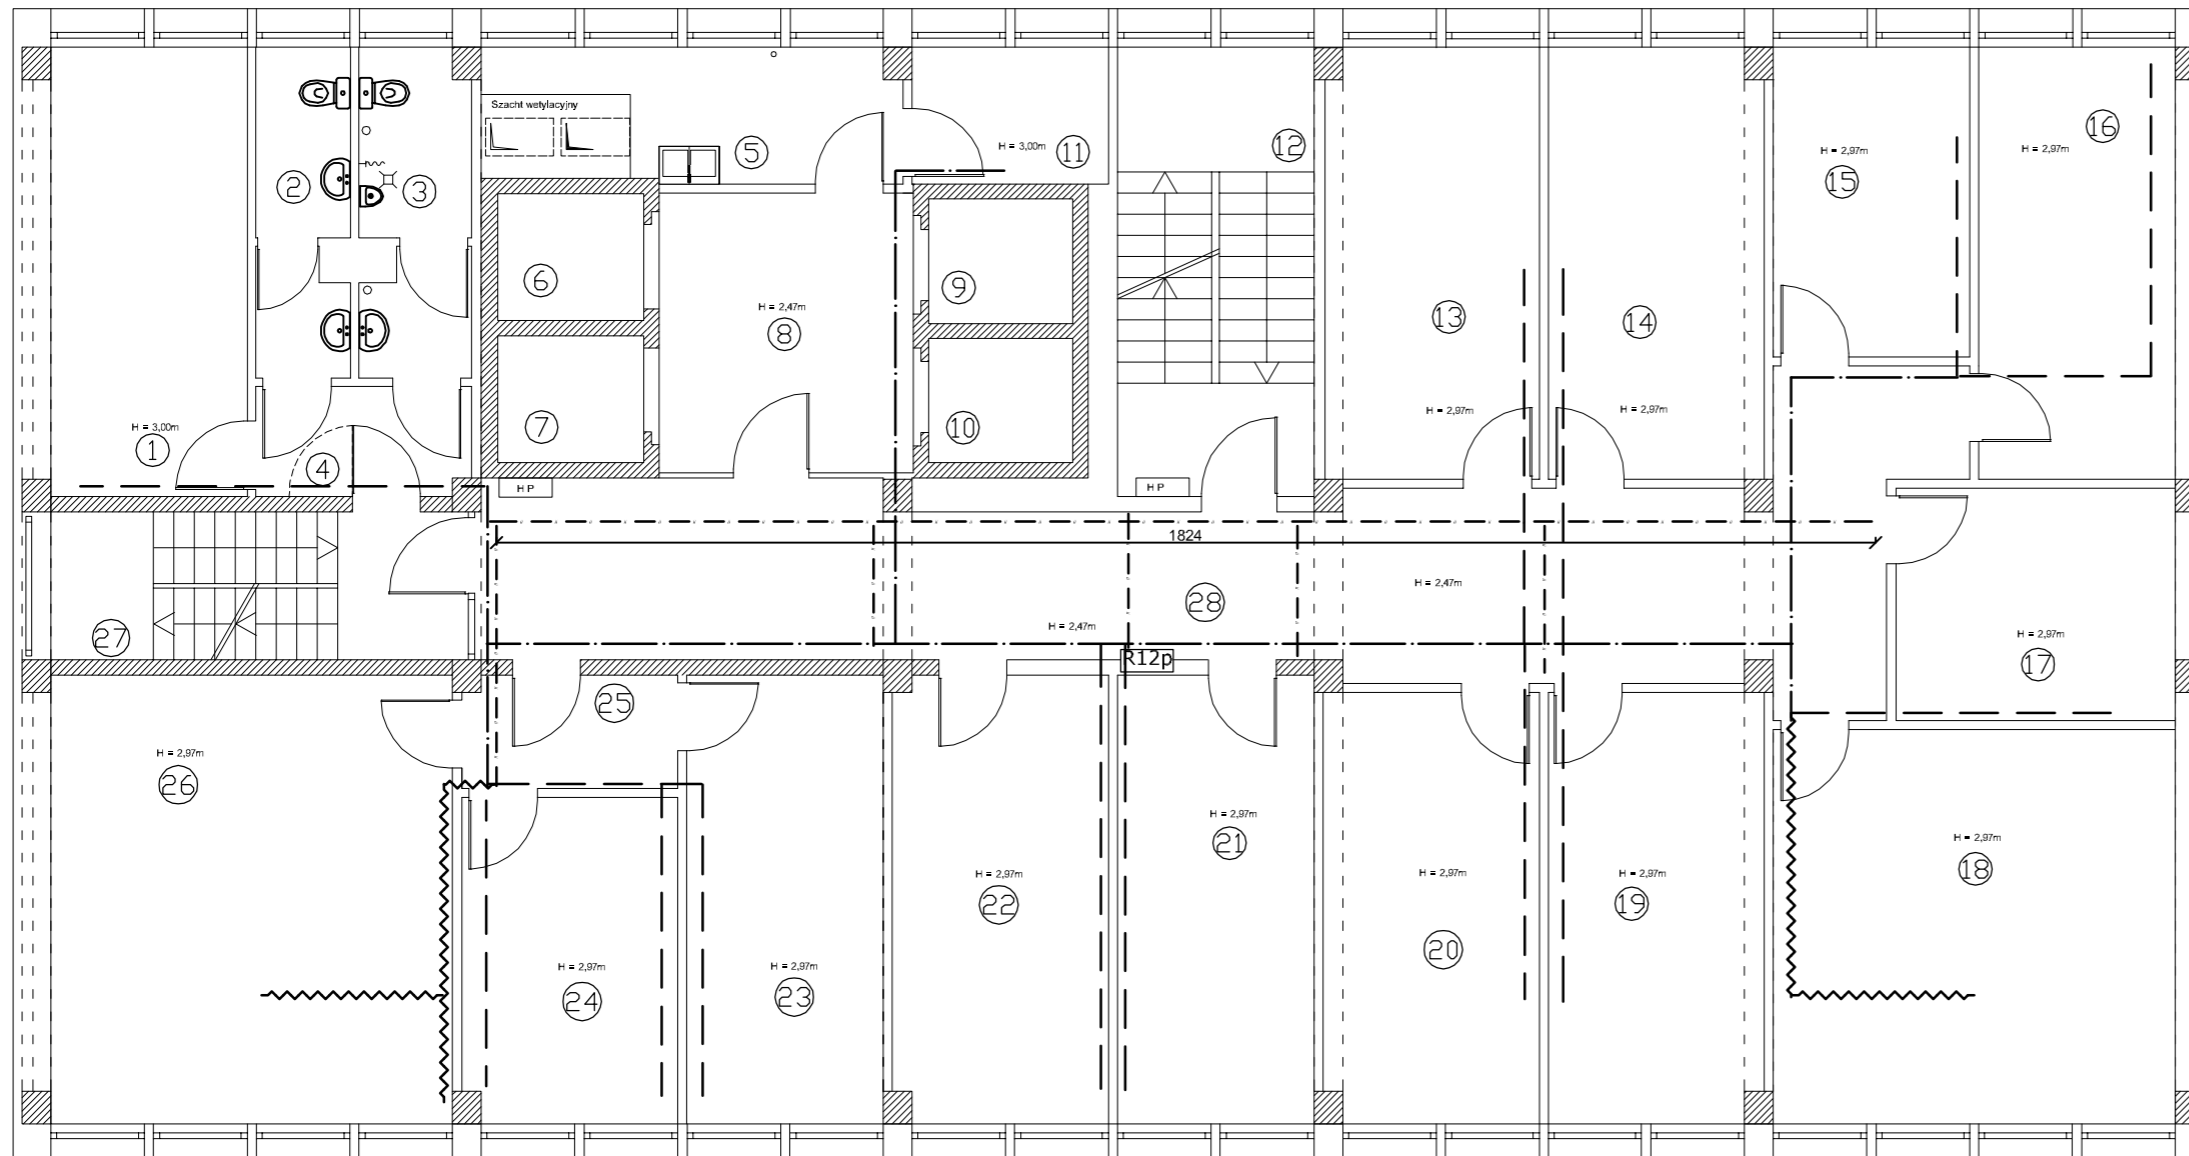 Szacht wetylacyjny
5
H = 3,00m
11
12
16
H = 2,97m
H = 2,97m
15
2
3
6
9
H = 2,47m
8
13
14
H = 2,97m
H = 2,97m
H = 3,00m
1
7
10
4
H P
H P
1824
H = 2,47m
28
H = 2,47m
27
H = 2,97m
17
R12p
25
H = 2,97m
26
H = 2,97m
21
H = 2,97m
18
H = 2,97m
22
H = 2,97m
20
H = 2,97m
19
H = 2,97m
24
H = 2,97m
23